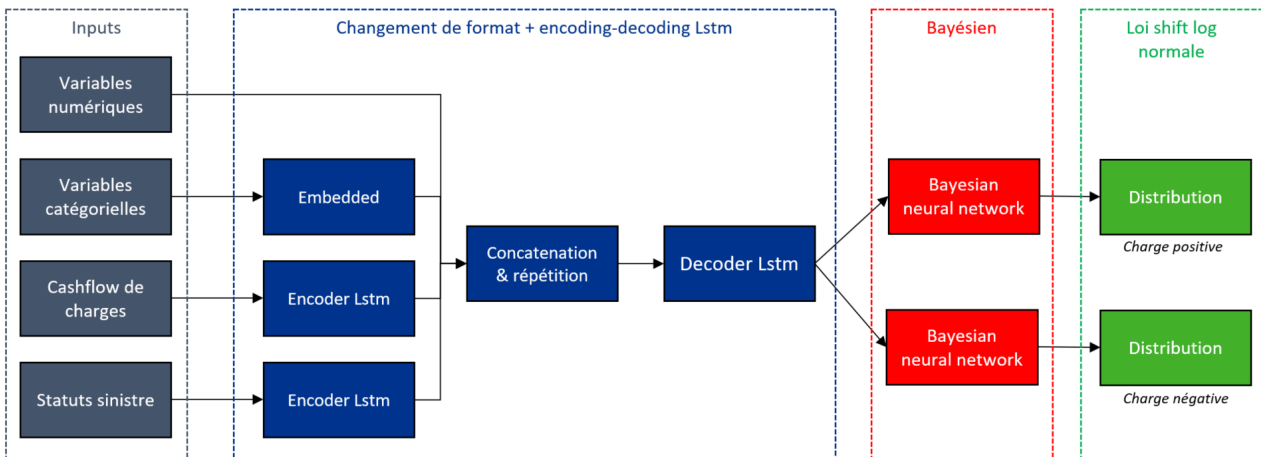 Inputs
Changement de format + encoding-decoding Lstm
Bayésien
Loi shift log
normale
Variables
numériques
Variables
catégorielles
Embedded
Bayesian
neural network
Distribution
Charge positive
Concatenation
& répétition
Decoder Lstm
Cashflow de
charges
Encoder Lstm
Bayesian
neural network
Distribution
Charge négative
Statuts sinistre
Encoder Lstm